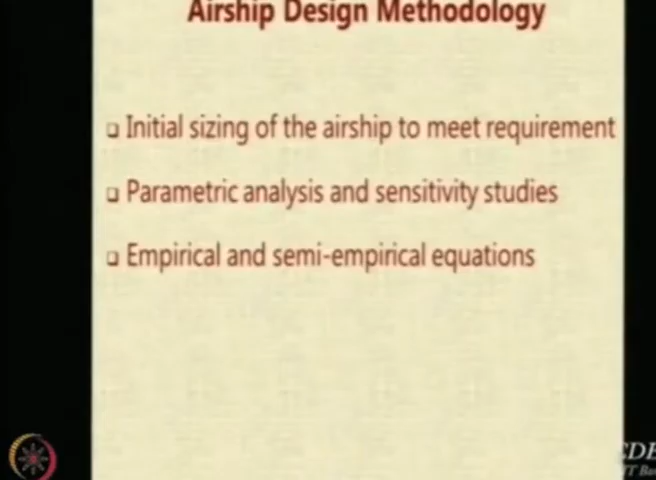 Airship Design Methodology
Initial sizing of the airship to meet requirement
Parametric analysis and sensitivity studies
Empirical and semi-empirical equations